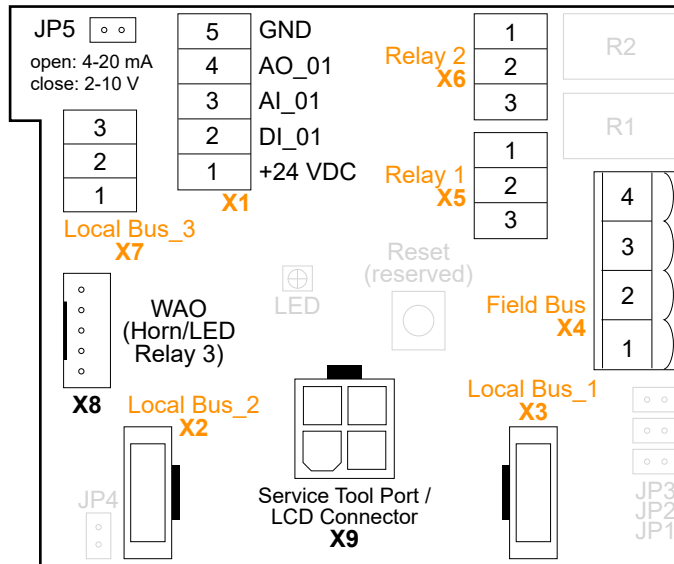 JP5
open: 4-20 mA
close: 2-10 V
5 GND
4 AO_01
3 AI_01
2 DI_01
1 +24 VDC
X1
Relay 2
X6
1
2
3
R2
R1
Relay 1
X5
1
2
3
3
2
1
Local Bus_3
X7
4
3
2
1
Field Bus
X4
LED
Reset
(reserved)
WAO
(Horn/LED
Relay 3)
X8
Local Bus_2
X2
JP4
Service Tool Port /
LCD Connector
X9
Local Bus_1
X3
JP3
JP2
JP1